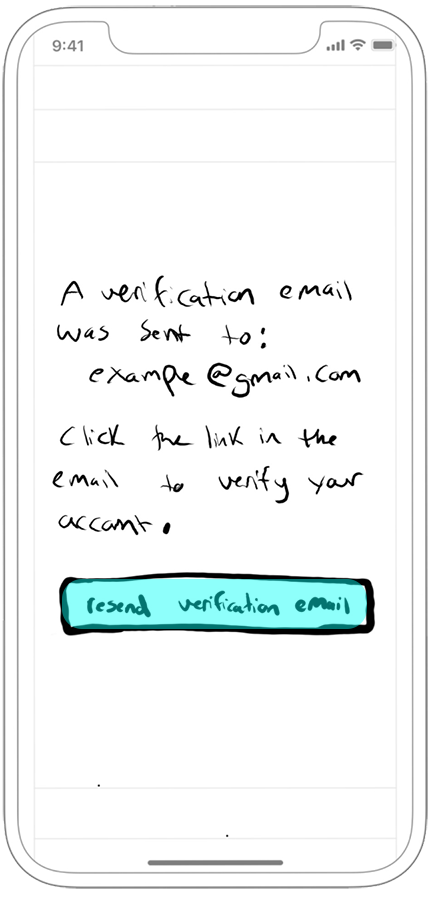 9:41
A verification email
was sent to:
exampe@gmail.com
Click the link in the
email to verify your
account.
resend verification email